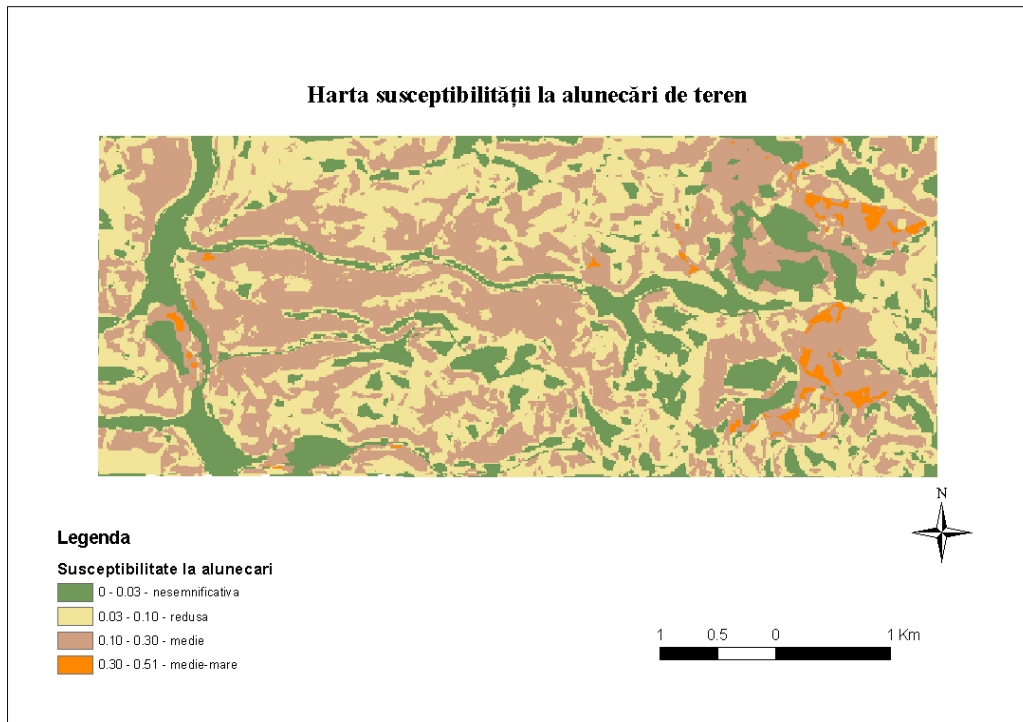 Harta susceptibilității la alunecări de teren
N
Legenda
Susceptibilitate la alunecari
0 - 0.03 - nesemnificativa
0.03 - 0.10 - redusa
0.10 - 0.30 - medie
0.30 - 0.51 - medie-mare
1 0.5 0 1 Km